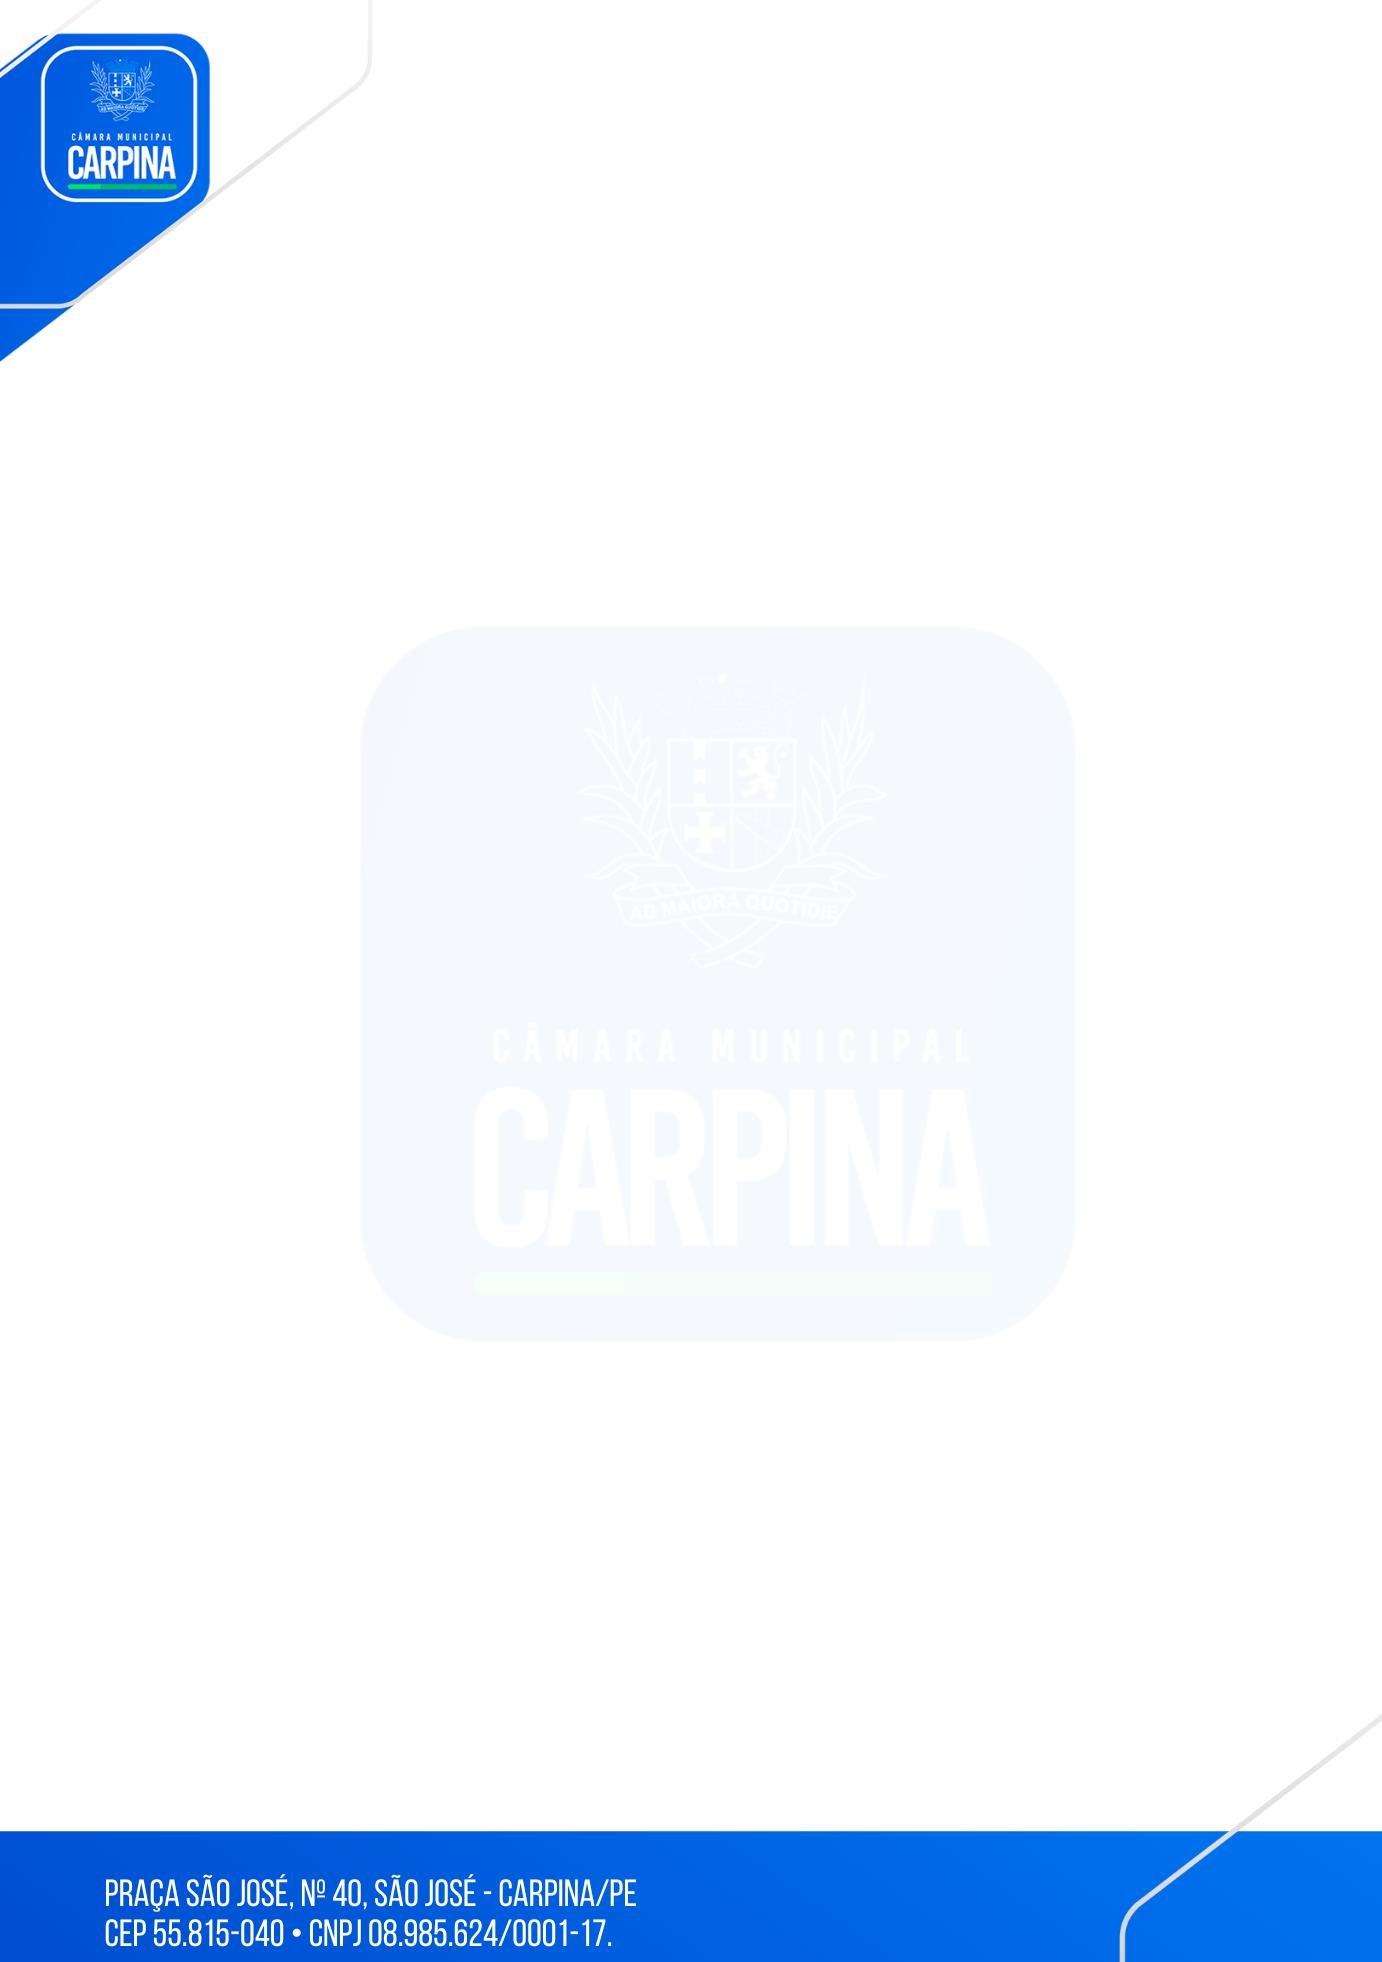 CÂMARA MUNICIPAL
CARPINA
AD MAIORA QUOTIDIE
CÂMARA MUNICIPAL
CARPINA
PRAÇA SÃO JOSÉ, Nº 40, SÃO JOSÉ - CARPINA/PE
CEP 55.815-040 • CNPJ 08.985.624/0001-17.